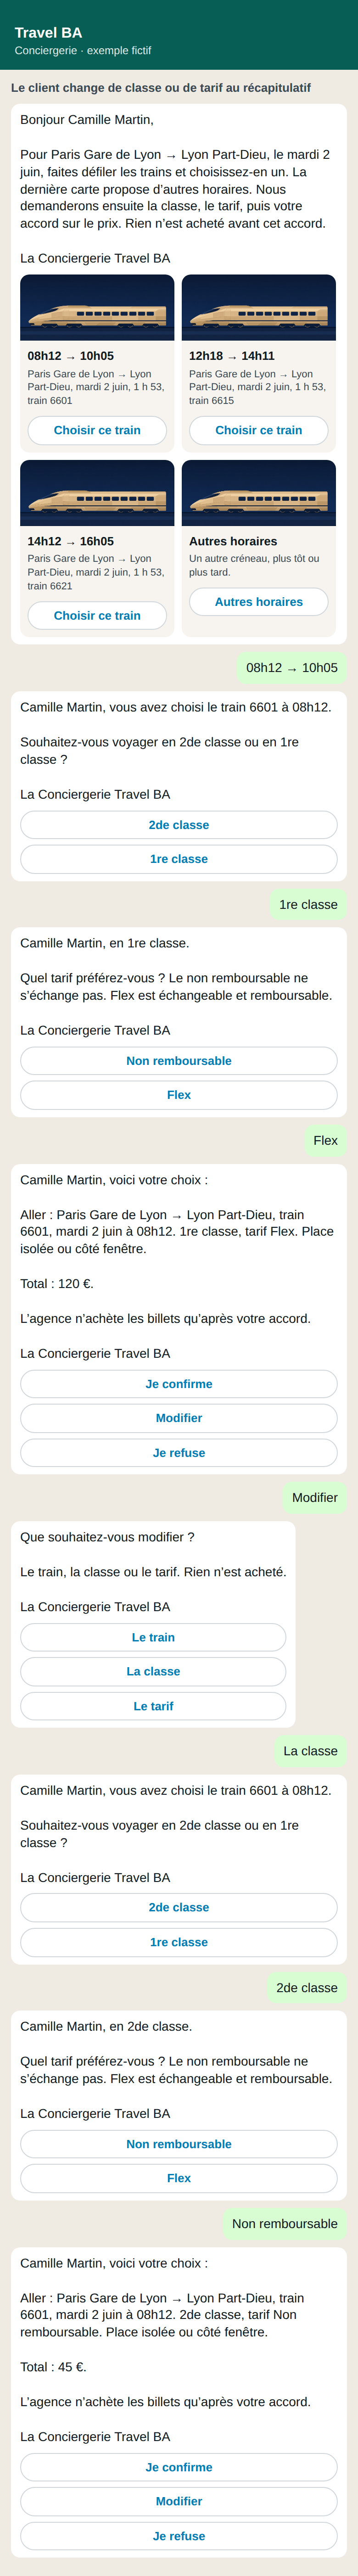 Travel BA
Conciergerie · exemple fictif
Le client change de classe ou de tarif au récapitulatif
Bonjour Camille Martin,
Pour Paris Gare de Lyon → Lyon Part-Dieu, le mardi 2
juin, faites défiler les trains et choisissez-en un. La
dernière carte propose d’autres horaires. Nous
demanderons ensuite la classe, le tarif, puis votre
accord sur le prix. Rien n’est acheté avant cet accord.
La Conciergerie Travel BA
08h12 → 10h05
Paris Gare de Lyon → Lyon
Part-Dieu, mardi 2 juin, 1 h 53,
train 6601
Choisir ce train
12h18 → 14h11
Paris Gare de Lyon → Lyon
Part-Dieu, mardi 2 juin, 1 h 53,
train 6615
Choisir ce train
14h12 → 16h05
Paris Gare de Lyon → Lyon
Part-Dieu, mardi 2 juin, 1 h 53,
train 6621
Choisir ce train
Autres horaires
Un autre créneau, plus tôt ou
plus tard.
Autres horaires
08h12 → 10h05
Camille Martin, vous avez choisi le train 6601 à 08h12.
Souhaitez-vous voyager en 2de classe ou en 1re
classe ?
La Conciergerie Travel BA
2de classe
1re classe
1re classe
Camille Martin, en 1re classe.
Quel tarif préférez-vous ? Le non remboursable ne
s’échange pas. Flex est échangeable et remboursable.
La Conciergerie Travel BA
Non remboursable
Flex
Flex
Camille Martin, voici votre choix :
Aller : Paris Gare de Lyon → Lyon Part-Dieu, train
6601, mardi 2 juin à 08h12. 1re classe, tarif Flex. Place
isolée ou côté fenêtre.
Total : 120 €.
L’agence n’achète les billets qu’après votre accord.
La Conciergerie Travel BA
Je confirme
Modifier
Je refuse
Modifier
Que souhaitez-vous modifier ?
Le train, la classe ou le tarif. Rien n’est acheté.
La Conciergerie Travel BA
Le train
La classe
Le tarif
La classe
Camille Martin, vous avez choisi le train 6601 à 08h12.
Souhaitez-vous voyager en 2de classe ou en 1re
classe ?
La Conciergerie Travel BA
2de classe
1re classe
2de classe
Camille Martin, en 2de classe.
Quel tarif préférez-vous ? Le non remboursable ne
s’échange pas. Flex est échangeable et remboursable.
La Conciergerie Travel BA
Non remboursable
Flex
Non remboursable
Camille Martin, voici votre choix :
Aller : Paris Gare de Lyon → Lyon Part-Dieu, train
6601, mardi 2 juin à 08h12. 2de classe, tarif Non
remboursable. Place isolée ou côté fenêtre.
Total : 45 €.
L’agence n’achète les billets qu’après votre accord.
La Conciergerie Travel BA
Je confirme
Modifier
Je refuse